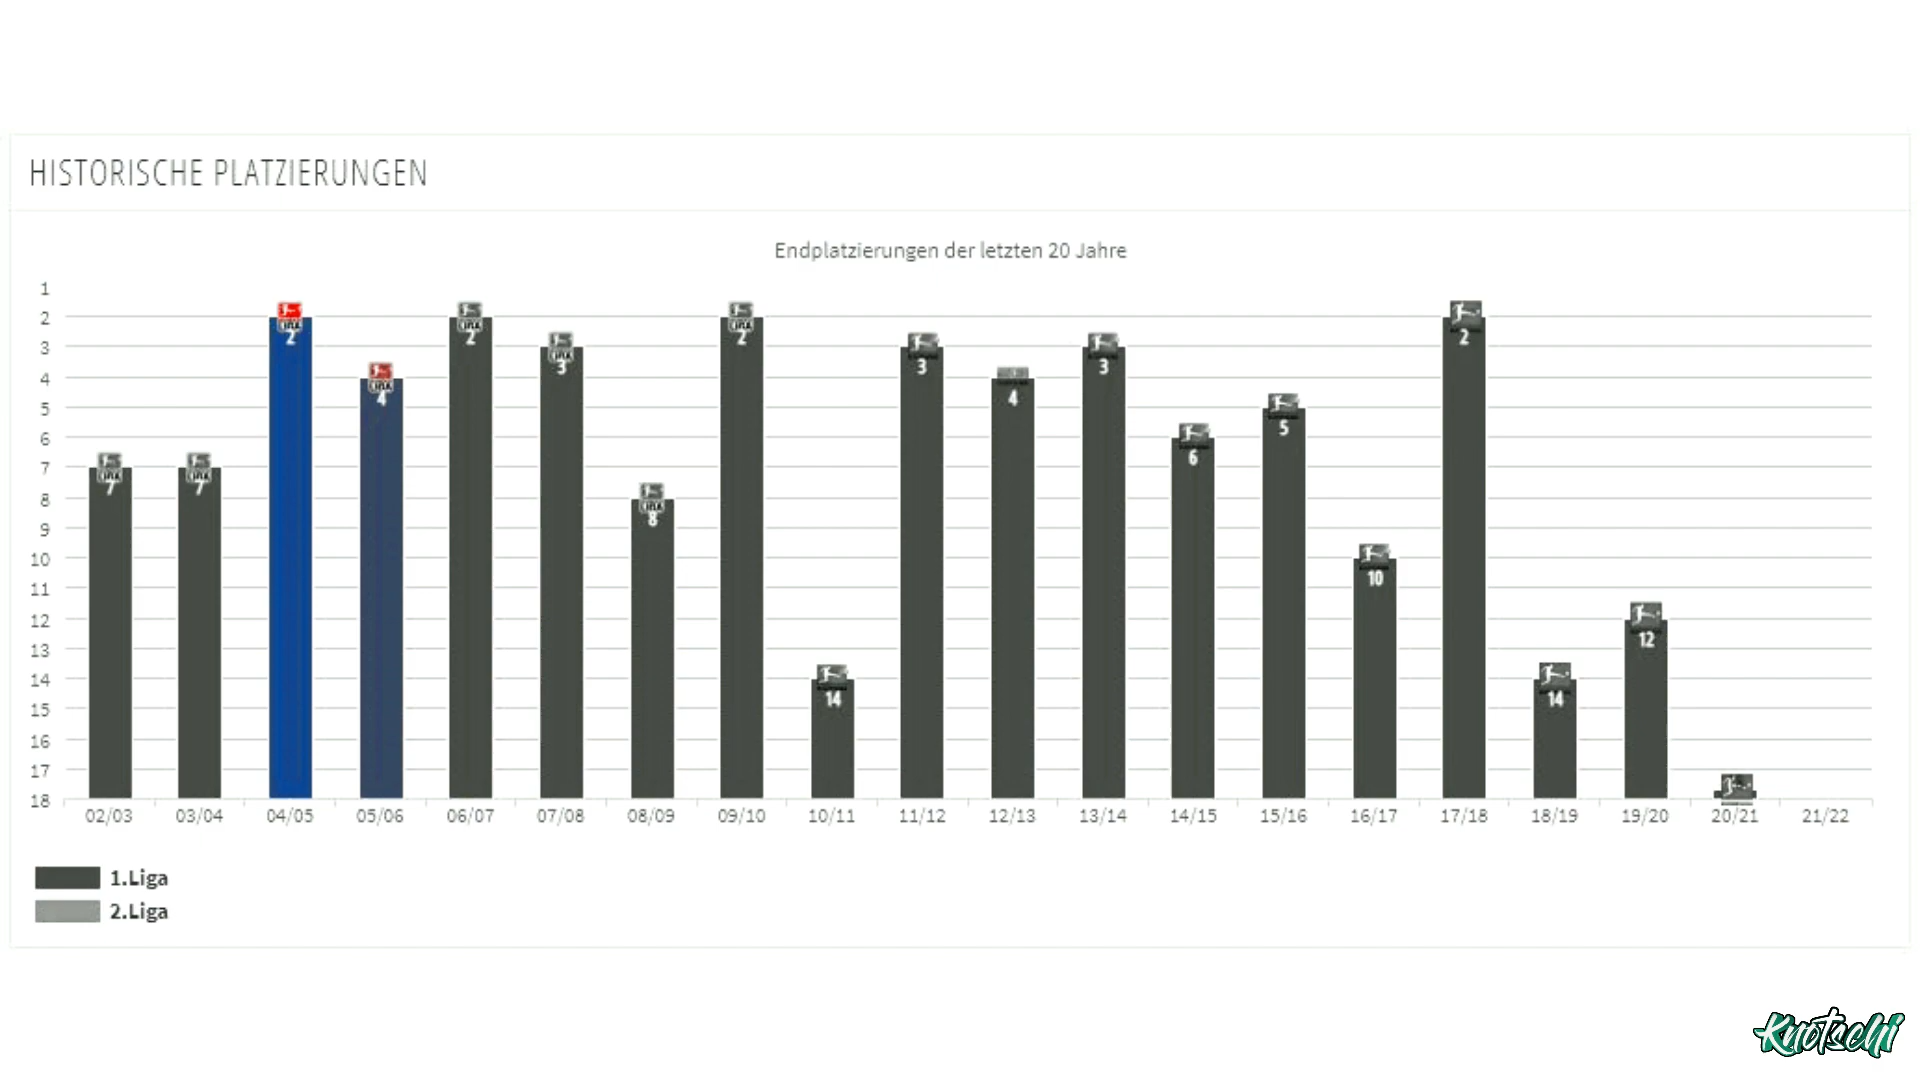 HISTORISCHE PLATZIERUNGEN
Endplatzierungen der letzten 20 Jahre
1
2
3
4
5
6
7
8
9
10
11
12
13
14
15
16
17
18
7 7 2 4 2 3 8 2 14 3 4 3 6 5 10 2 14 12
02/03 03/04 04/05 05/06 06/07 07/08 08/09 09/10 10/11 11/12 12/13 13/14 14/15 15/16 16/17 17/18 18/19 19/20 20/21 21/22
1.Liga
2.Liga
Knotschi